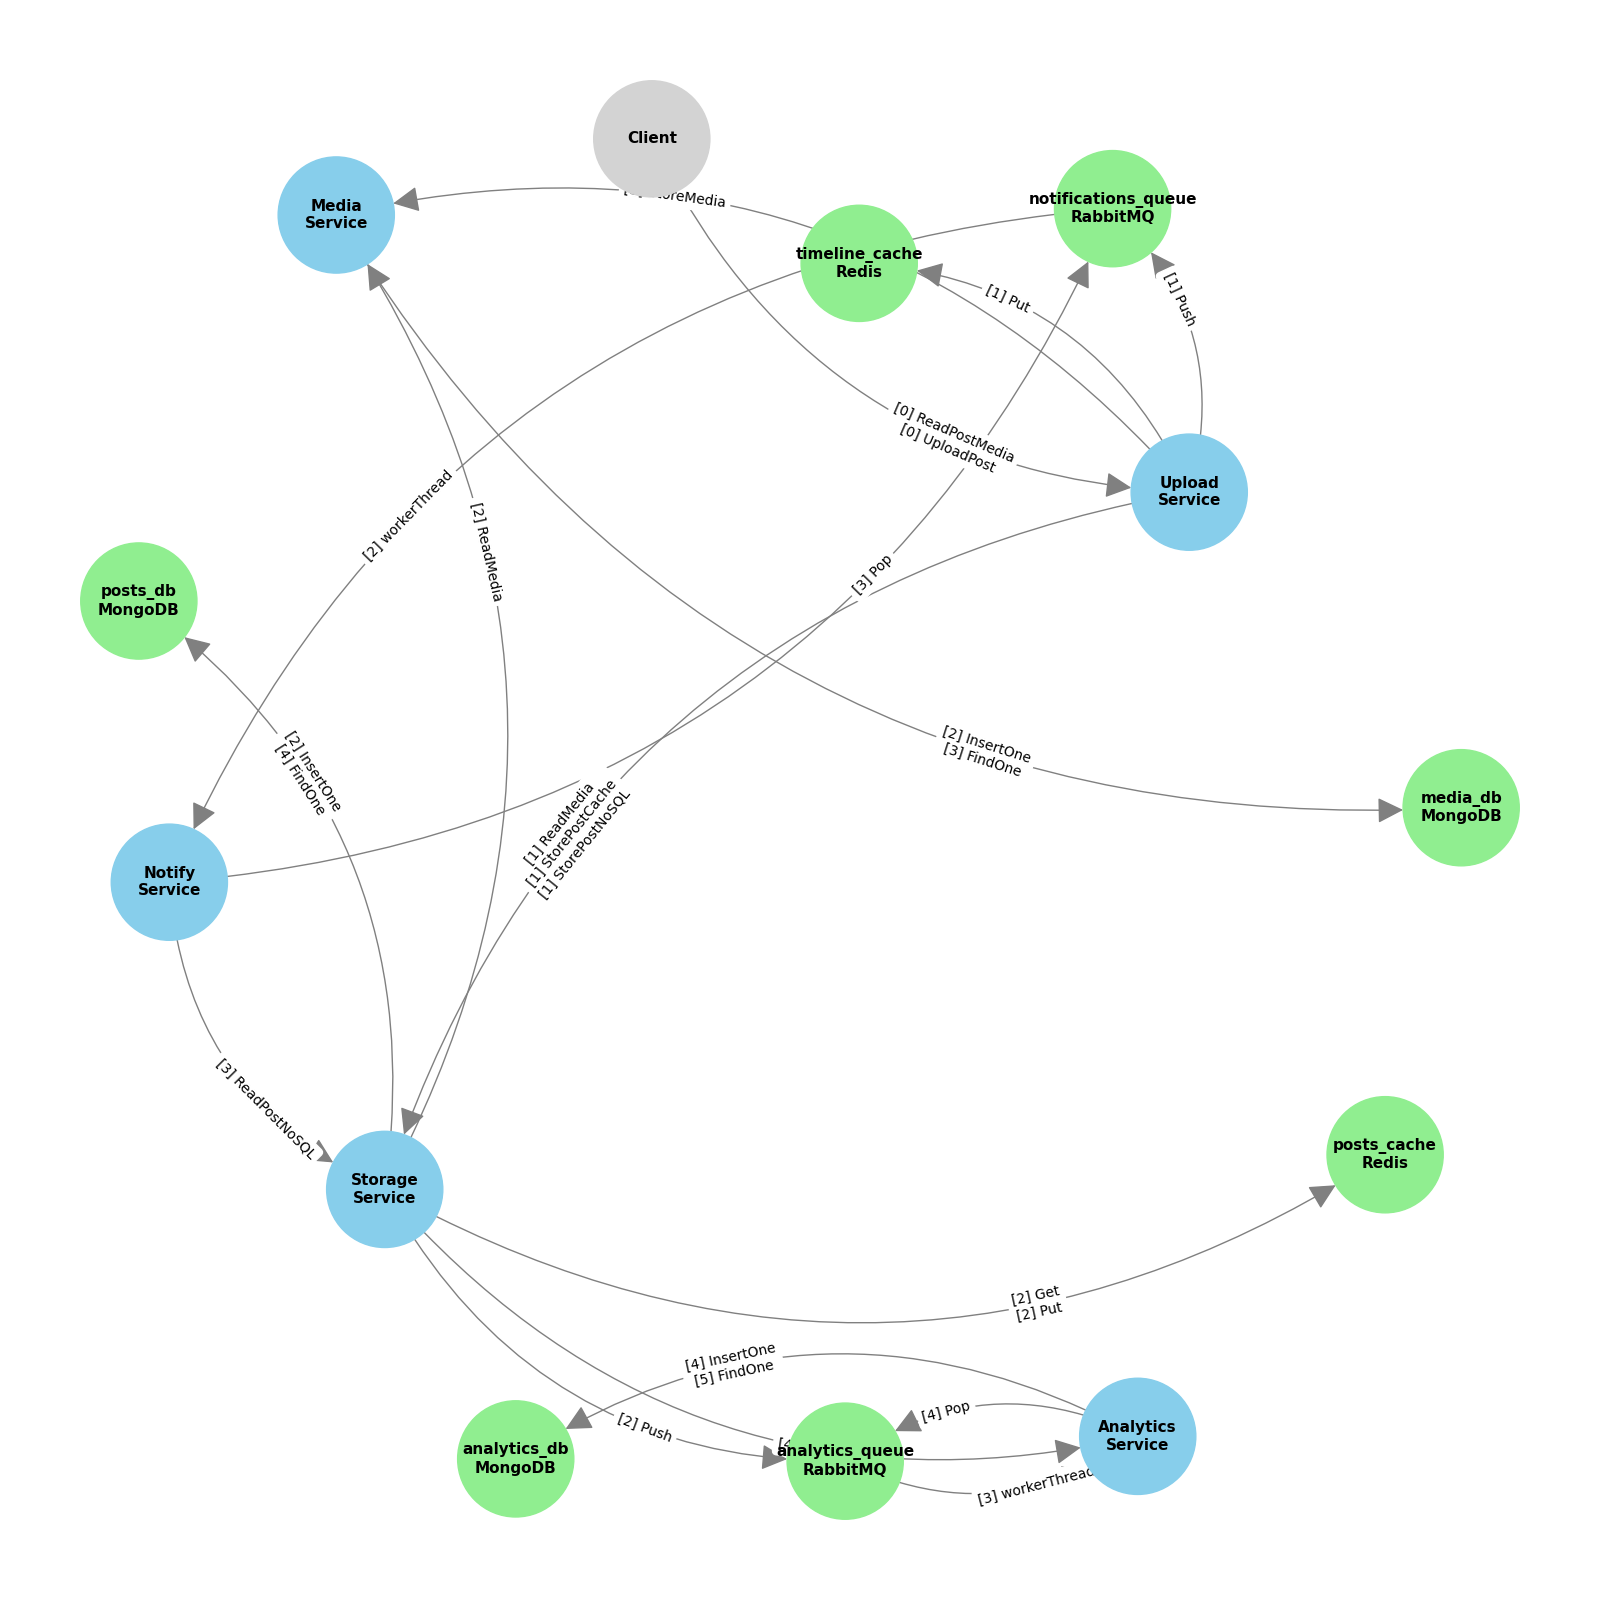 Client
Media
Service
StoreMedia
notifications_queue
RabbitMQ
timeline_cache
Redis
[1] Put
[1] Push
[0] ReadPostMedia
[0] UploadPost
Upload
Service
[2] workerThread
[2] ReadMedia
[3] Pop
posts_db
MongoDB
[2] InsertOne
[4] FindOne
[2] InsertOne
[3] FindOne
media_db
MongoDB
[1] ReadMedia
[1] StorePostCache
[1] StorePostNoSQL
Notify
Service
[3] ReadPostNoSQL
Storage
Service
posts_cache
Redis
[2] Get
[2] Put
[4] InsertOne
[5] FindOne
[4] Pop
[2] Push
analytics_db
MongoDB
analytics_queue
RabbitMQ
Analytics
Service
[3] workerThread